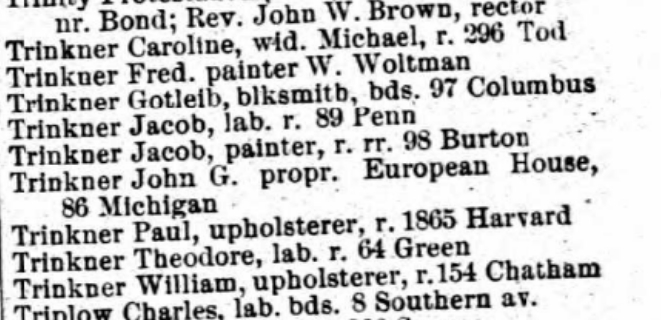 nr. Bond; Rev. John W. Brown, rector
Trinkner Caroline, wid. Michael, r. 296 Tod
Trinkner Fred. painter W. Woltman
Trinkner Gotleib, blksmith, bds. 97 Columbus
Trinkner Jacob, lab. r. 89 Penn
Trinkner Jacob, painter, r. rr. 98 Burton
Trinkner John G. propr. European House,
86 Michigan
Trinkner Paul, upholsterer, r. 1865 Harvard
Trinkner Theodore, lab. r. 64 Green
Trinkner William, upholsterer, r. 154 Chatham
Triplow Charles, lab. bds. 8 Southern av.